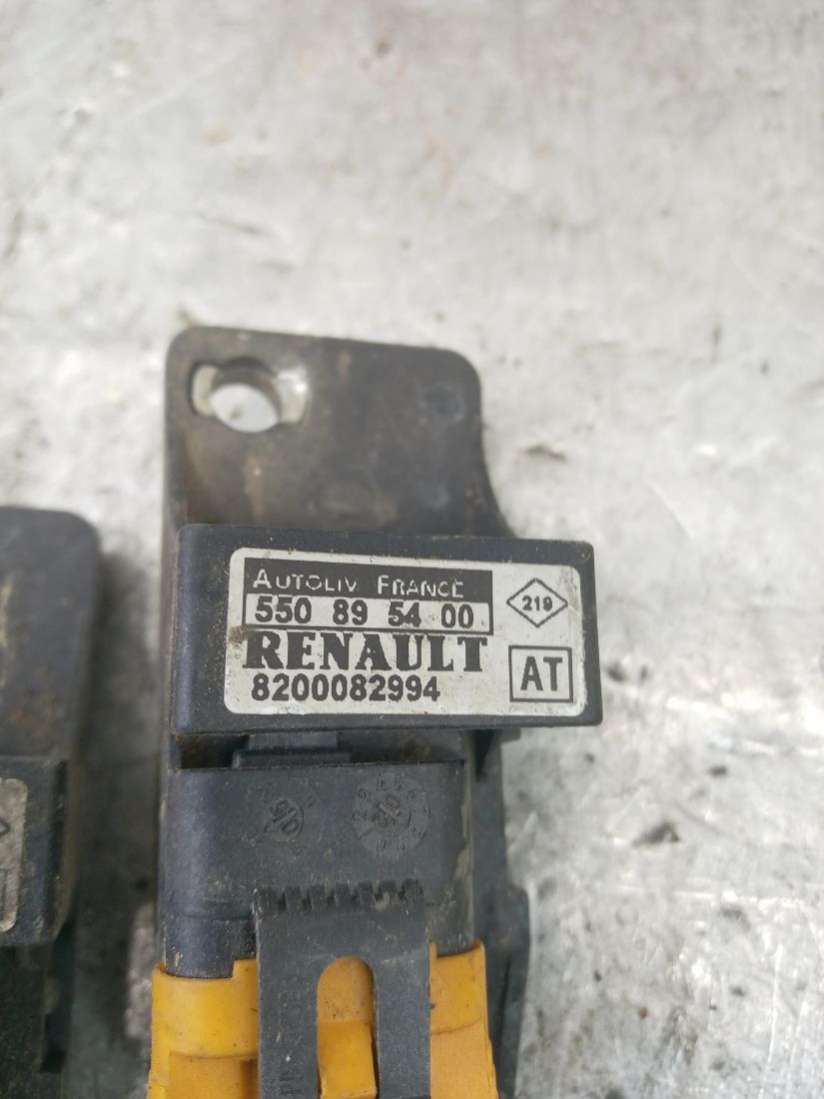 AUTOLIV FRANCE
550 89 54 00
219
RENAULT
8200082994
AT